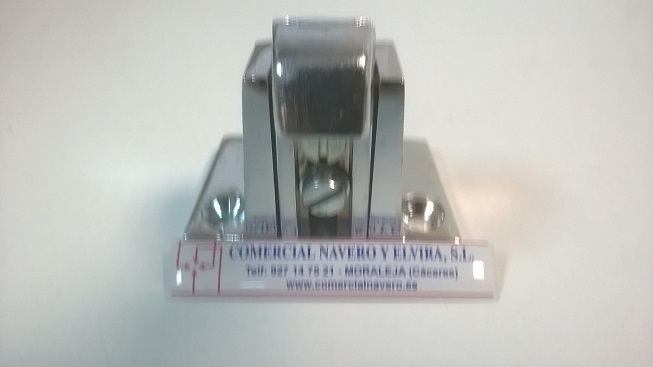 COMERCIAL NAVERO Y ELVIRA, S.L.
Telf: 927 14 75 21 - MORALEJA (Cáceres)
www.comercialnavero.es